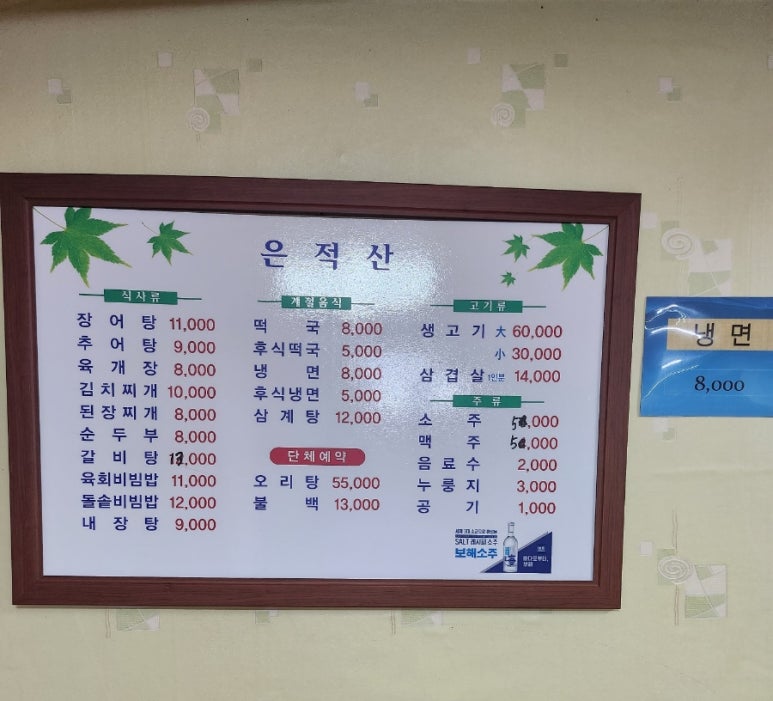 은적산
식사류
장어탕 11,000
추어탕 9,000
육개장 8,000
김치찌개 10,000
된장찌개 8,000
순두부 8,000
갈비탕
육회비빔밥 11,000
돌솥비빔밥 12,000
내장탕 9,000
계절음식
떡국 8,000
후식떡국 5,000
냉면 8,000
후식냉면 5,000
삼계탕 12,000
단체예약
오리탕 55,000
불백 13,000
고기류
생고기 大 60,000
小 30,000
삼겹살 1인분 14,000
주류
소주 5,000
맥주 5,000
음료수 2,000
누룽지 3,000
공기 1,000
보해소주
냉면
8,000